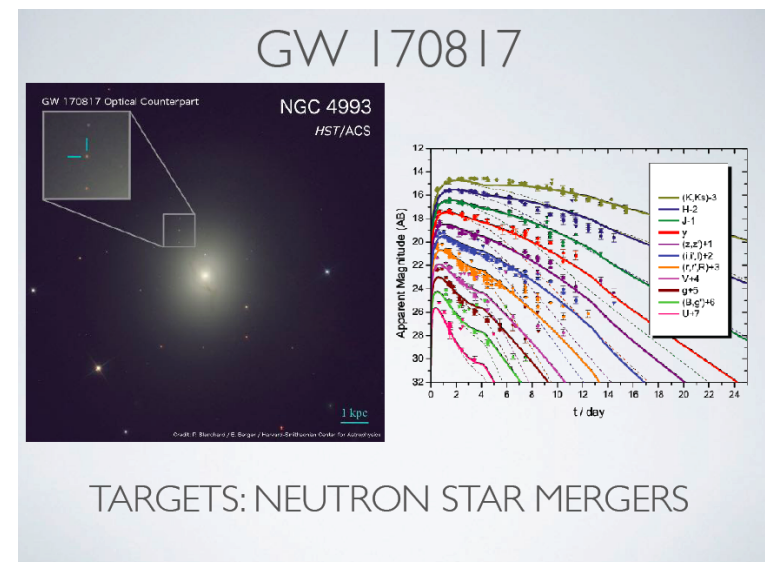 GW 170817
GW 170817 Optical Counterpart
NGC 4993
HST/ACS
1 kpc
Credit: P. Blanchard / E. Berger / Harvard-Smithsonian Center for Astrophysics
Apparent Magnitude (AB)
12
14
16
18
20
22
24
26
28
30
32
0 2 4 6 8 10 12 14 16 18 20 22 24
t / day
(K,Ks)-3
H-2
J-1
y
(z,z')+1
(i,i',I)+2
(r,r',R)+3
V+4
g+5
(B,g')+6
U+7
TARGETS: NEUTRON STAR MERGERS